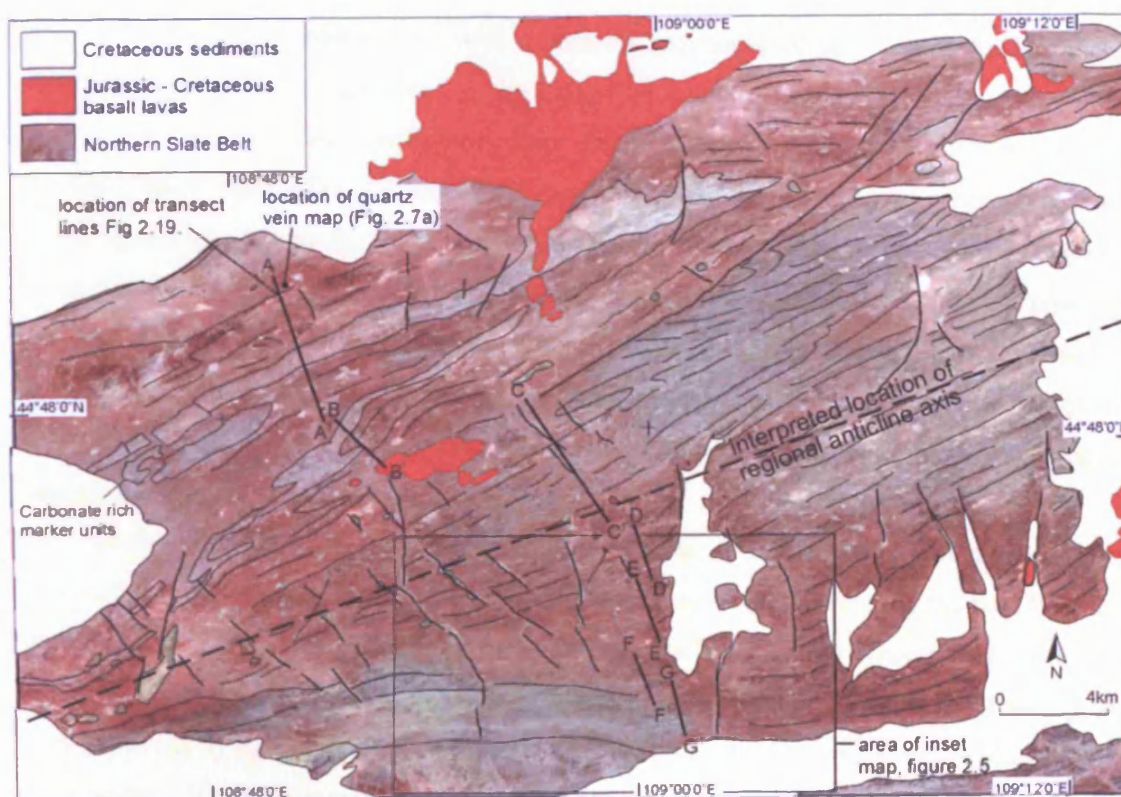 109°00'0"E
109°12'0"E
Cretaceous sediments
Jurassic - Cretaceous
basalt lavas
Northern Slate Belt
108°48'0"E
location of transect
lines Fig 2.19.
location of quartz
vein map (Fig. 2.7a)
A
B
A
B
44°48'0"N
44°48'0"N
C
C
Interpreted location of
regional anticline axis
Carbonate rich
marker units
D
E
D
F
E
G
F
G
N
0
4km
area of inset
map, figure 2.5
108°48'0"E
109°00'0"E
109°12'0"E